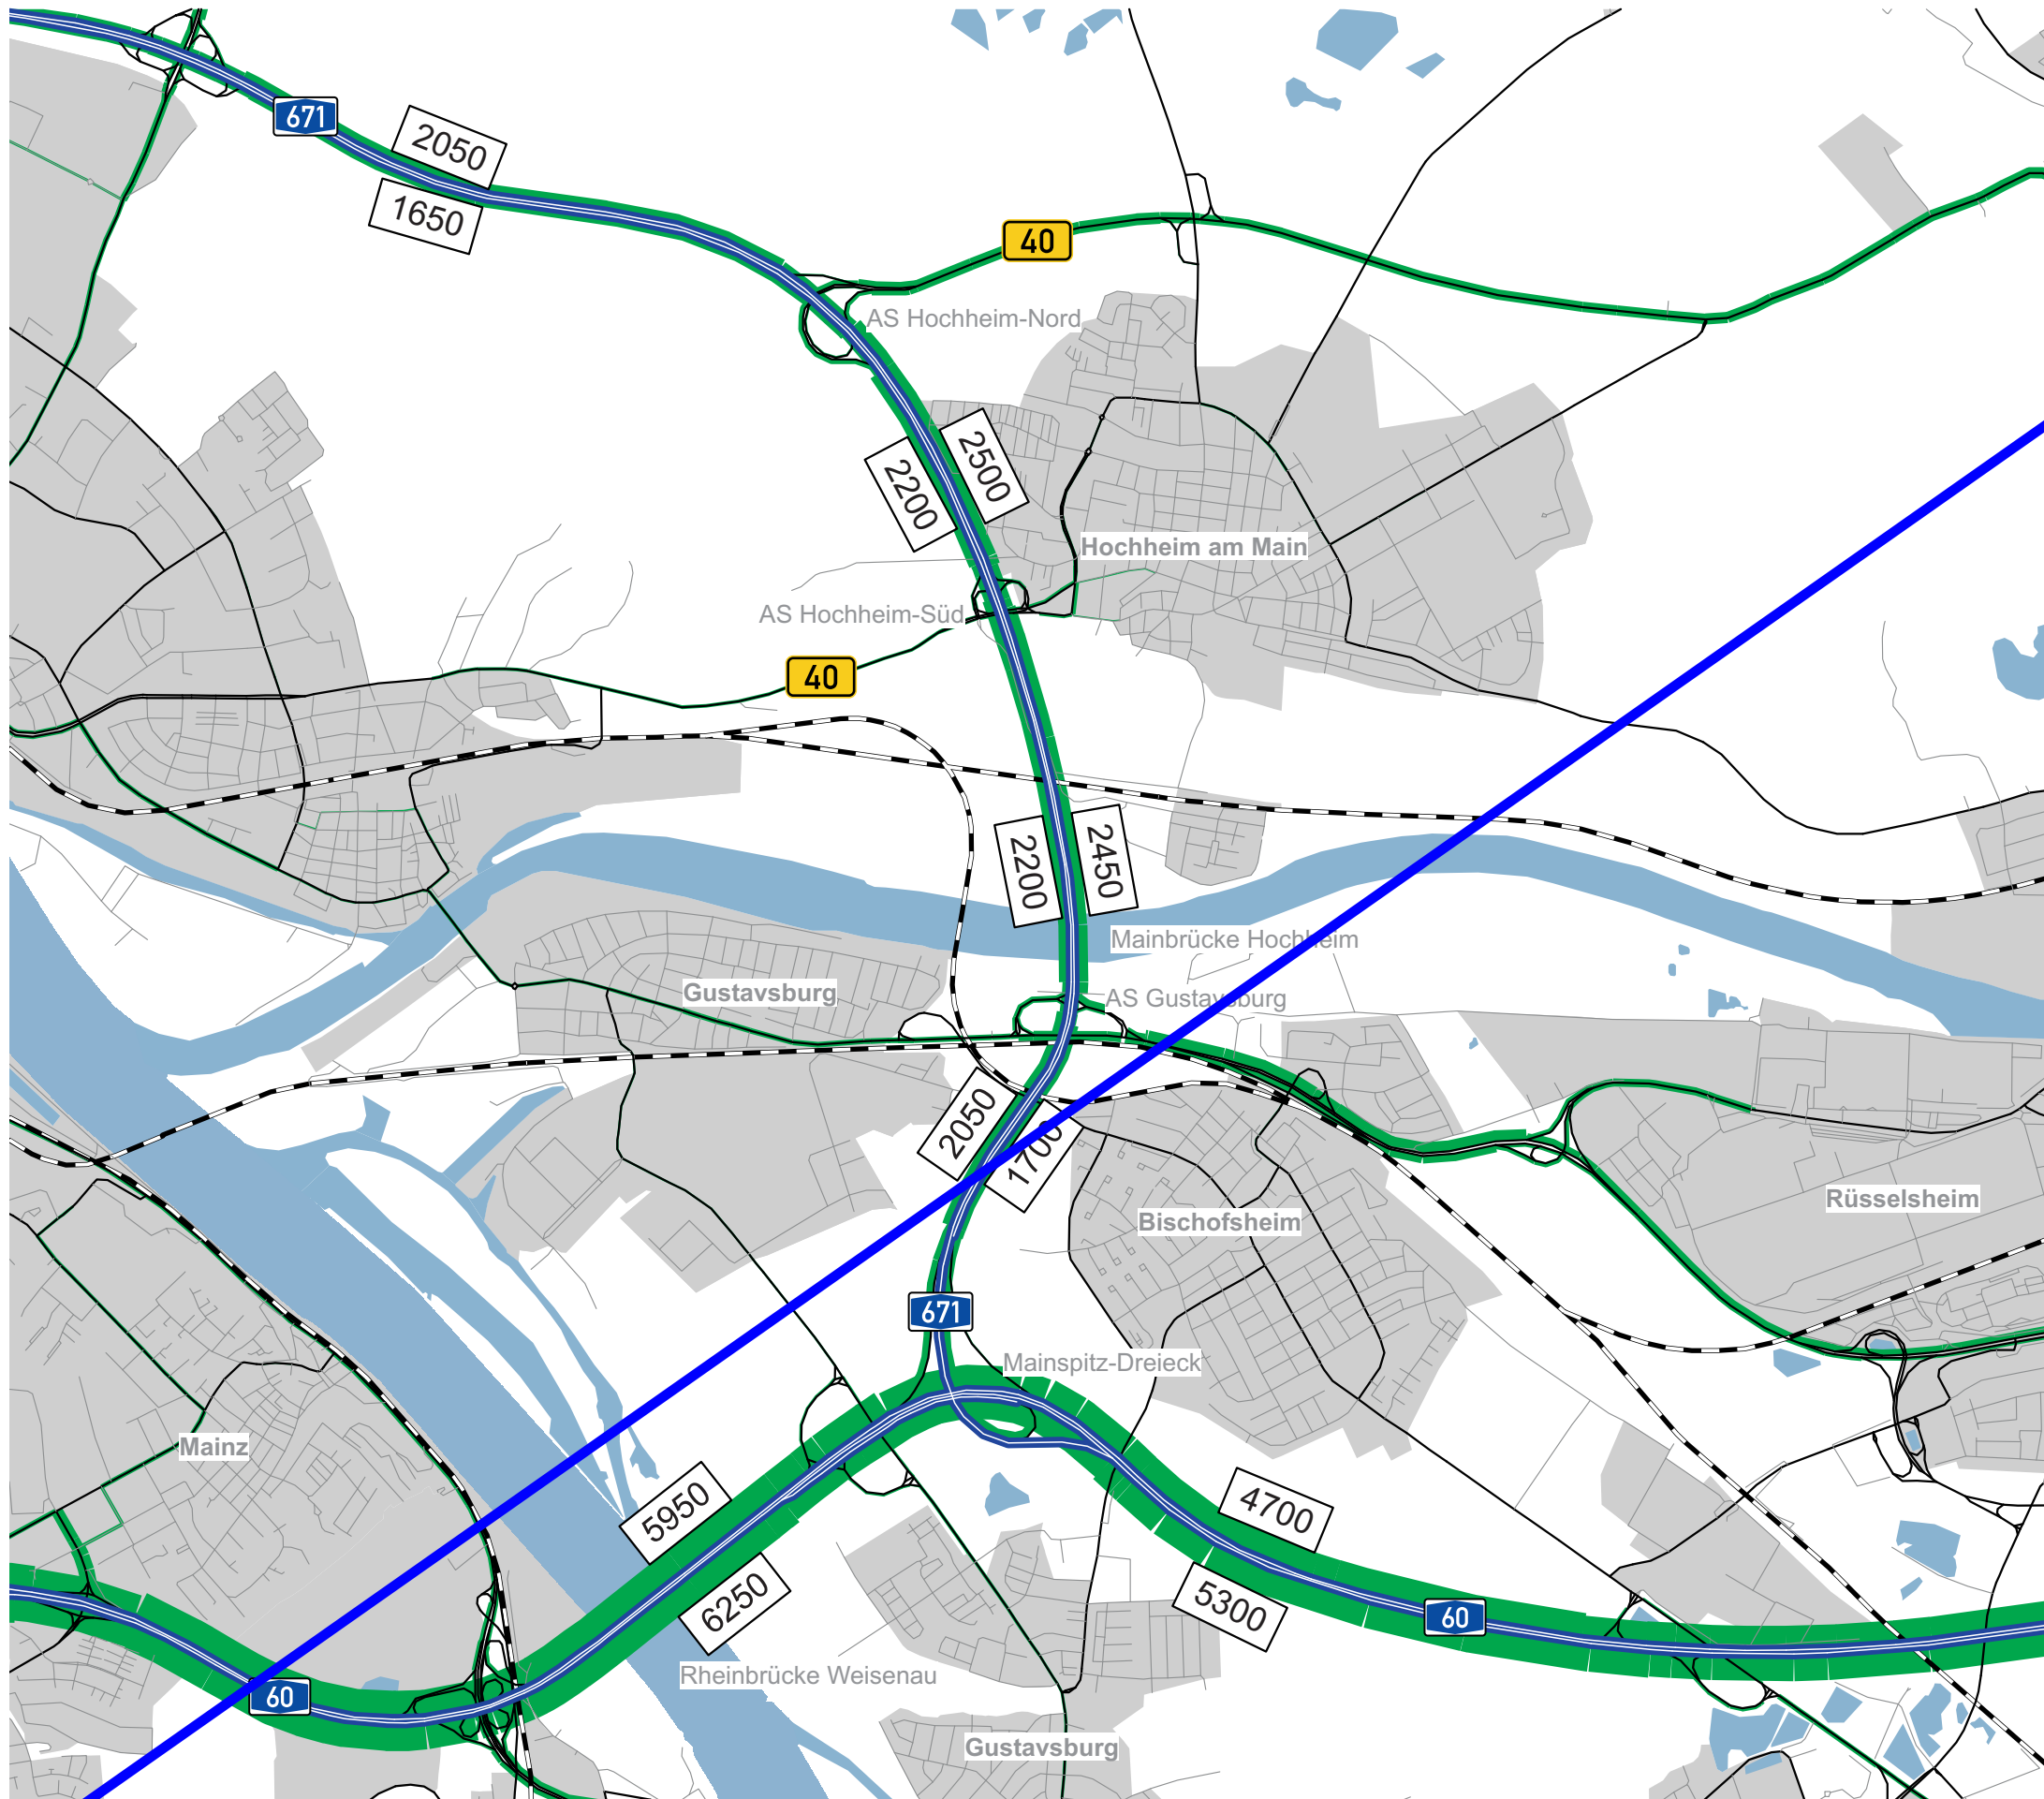 671
2050
1650
40
AS Hochheim-Nord
2500
2200
Hochheim am Main
AS Hochheim-Süd
40
2200
2450
Mainbrücke Hochheim
Gustavsburg
AS Gustavsburg
2050
1700
Rüsselsheim
Bischofsheim
671
Mainspitz-Dreieck
Mainz
5950
4700
6250
5300
60
Rheinbrücke Weisenau
60
Gustavsburg